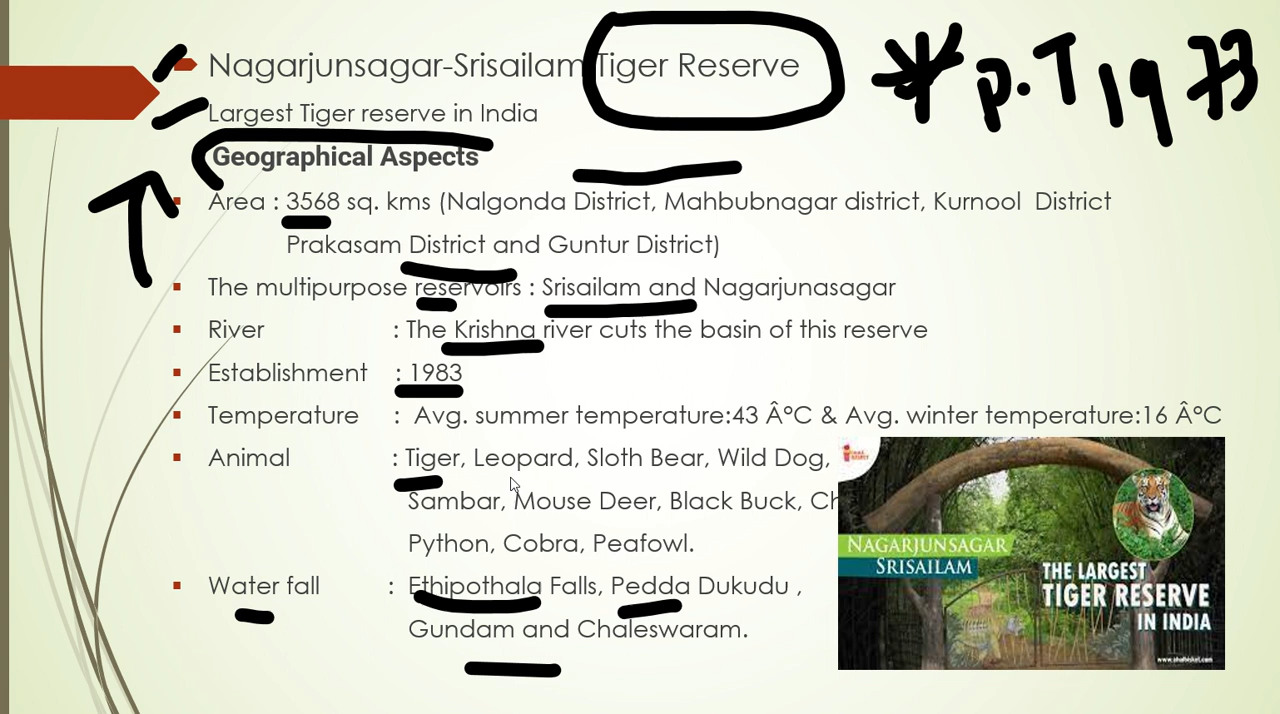 Nagarjunsagar-Srisailam Tiger Reserve
* P.T 1973
Largest Tiger reserve in India
Geographical Aspects
Area : 3568 sq. kms (Nalgonda District, Mahbubnagar district, Kurnool District
Prakasam District and Guntur District)
The multipurpose reservoirs : Srisailam and Nagarjunasagar
River : The Krishna river cuts the basin of this reserve
Establishment : 1983
Temperature : Avg. summer temperature:43 Â°C & Avg. winter temperature:16 Â°C
Animal : Tiger, Leopard, Sloth Bear, Wild Dog,
Sambar, Mouse Deer, Black Buck, Ch
Python, Cobra, Peafowl.
Water fall : Ethipothala Falls, Pedda Dukudu ,
Gundam and Chaleswaram.
NAGARJUNSAGAR
SRISAILAM
THE LARGEST
TIGER RESERVE
IN INDIA